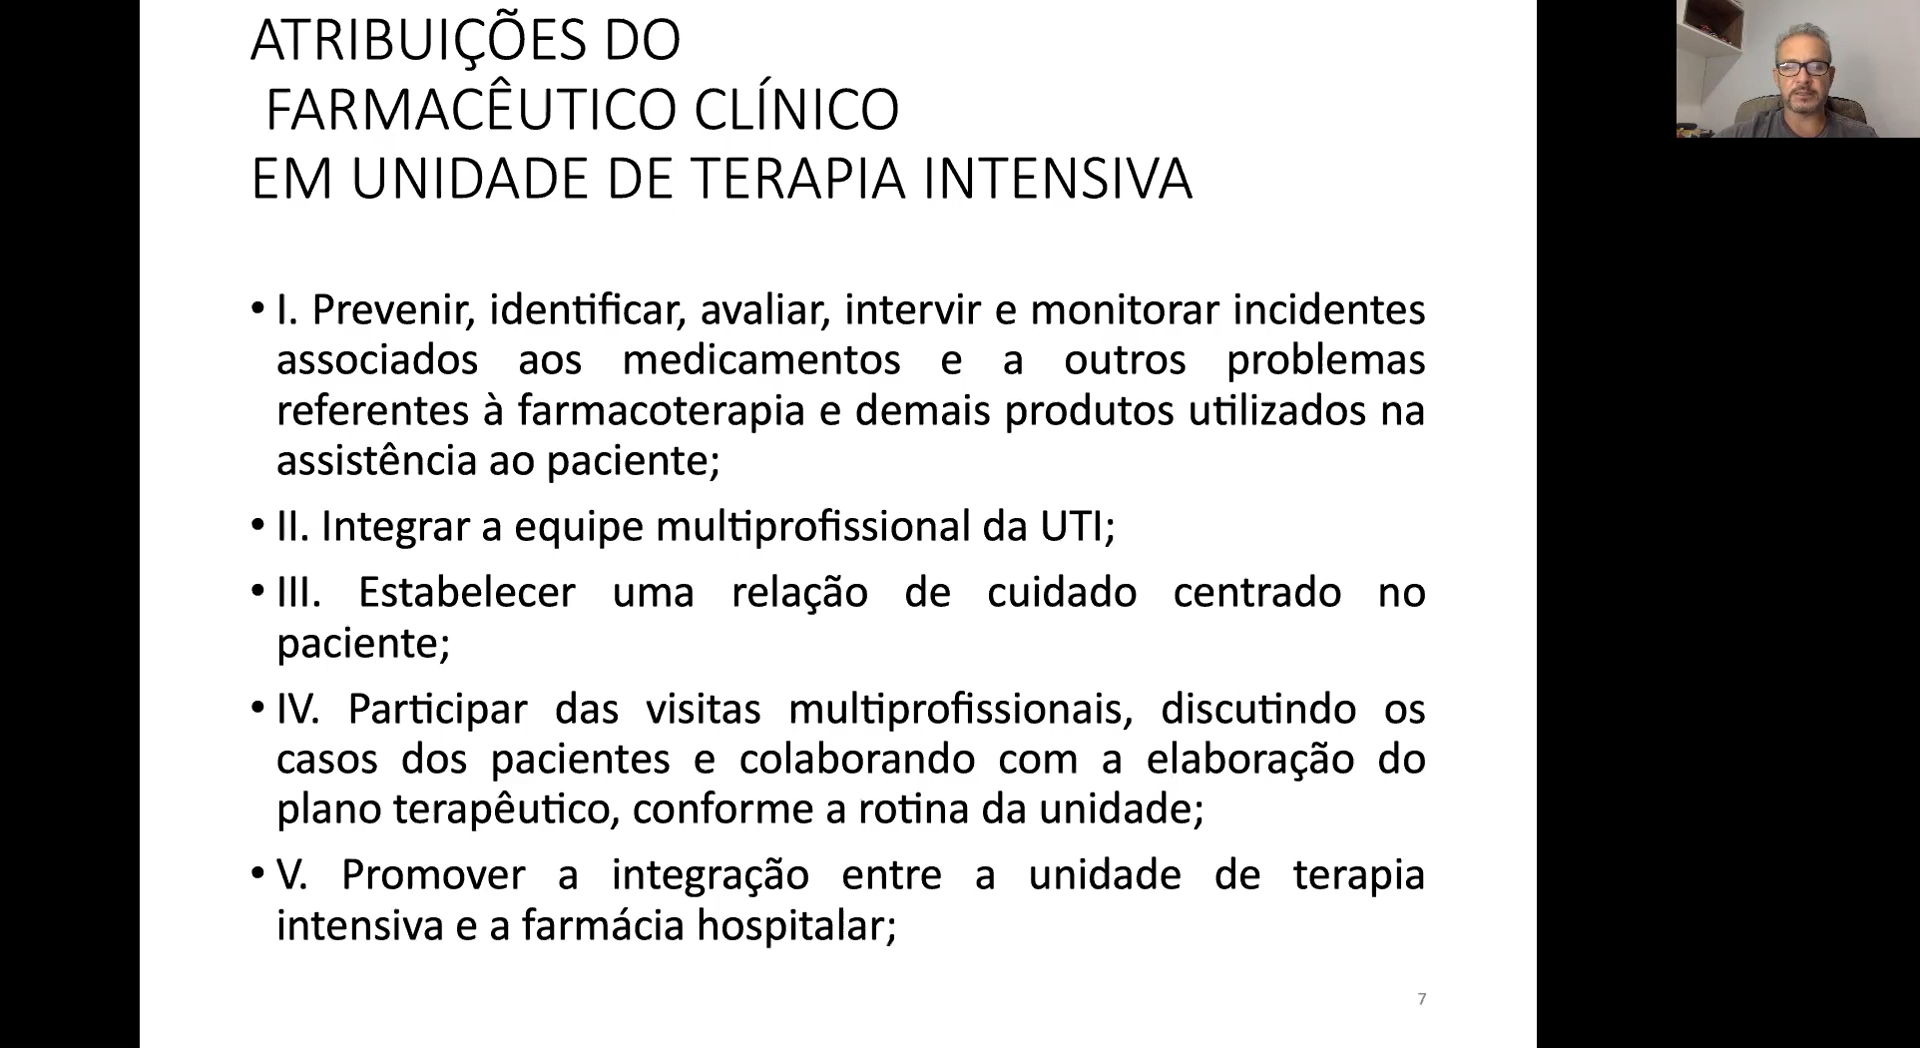 ATRIBUIÇÕES DO
FARMACÊUTICO CLÍNICO
EM UNIDADE DE TERAPIA INTENSIVA
• I. Prevenir, identificar, avaliar, intervir e monitorar incidentes
associados aos medicamentos e a outros problemas
referentes à farmacoterapia e demais produtos utilizados na
assistência ao paciente;
• II. Integrar a equipe multiprofissional da UTI;
• III. Estabelecer uma relação de cuidado centrado no
paciente;
• IV. Participar das visitas multiprofissionais, discutindo os
casos dos pacientes e colaborando com a elaboração do
plano terapêutico, conforme a rotina da unidade;
• V. Promover a integração entre a unidade de terapia
intensiva e a farmácia hospitalar;
7